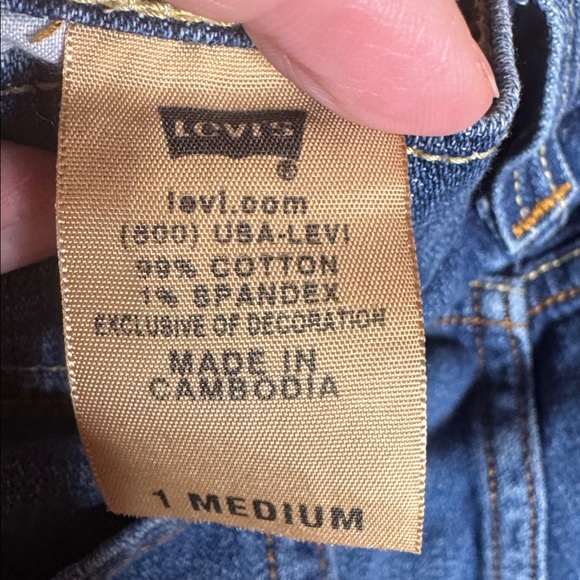 LEVI'S
®
levi.com
(800) USA-LEVI
99% COTTON
1% SPANDEX
EXCLUSIVE OF DECORATION
MADE IN
CAMBODIA
1 MEDIUM